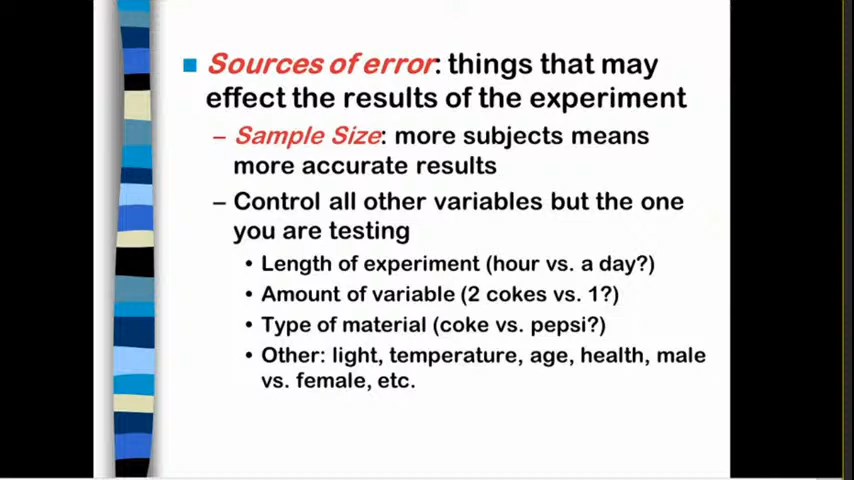 Sources of error: things that may
effect the results of the experiment
– Sample Size: more subjects means
more accurate results
– Control all other variables but the one
you are testing
• Length of experiment (hour vs. a day?)
• Amount of variable (2 cokes vs. 1?)
• Type of material (coke vs. pepsi?)
• Other: light, temperature, age, health, male
vs. female, etc.